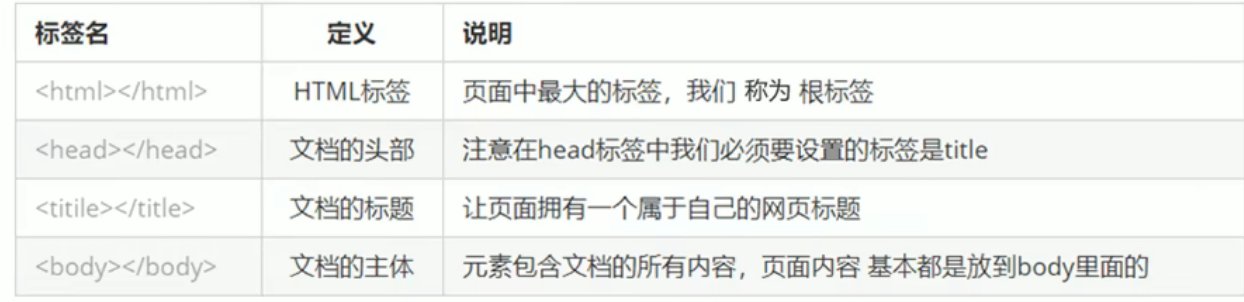 标签名 定义 说明
<html></html> HTML标签 页面中最大的标签，我们 称为 根标签
<head></head> 文档的头部 注意在head标签中我们必须要设置的标签是title
<titile></title> 文档的标题 让页面拥有一个属于自己的网页标题
<body></body> 文档的主体 元素包含文档的所有内容，页面内容 基本都是放到body里面的